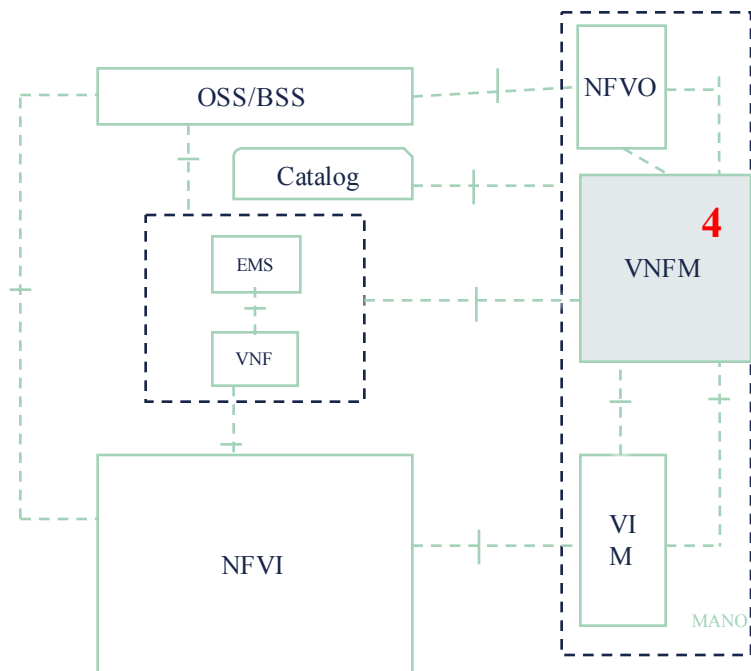 OSS/BSS
NFVO
Catalog
4
VNFM
EMS
VNF
NFVI
VI
M
MANO